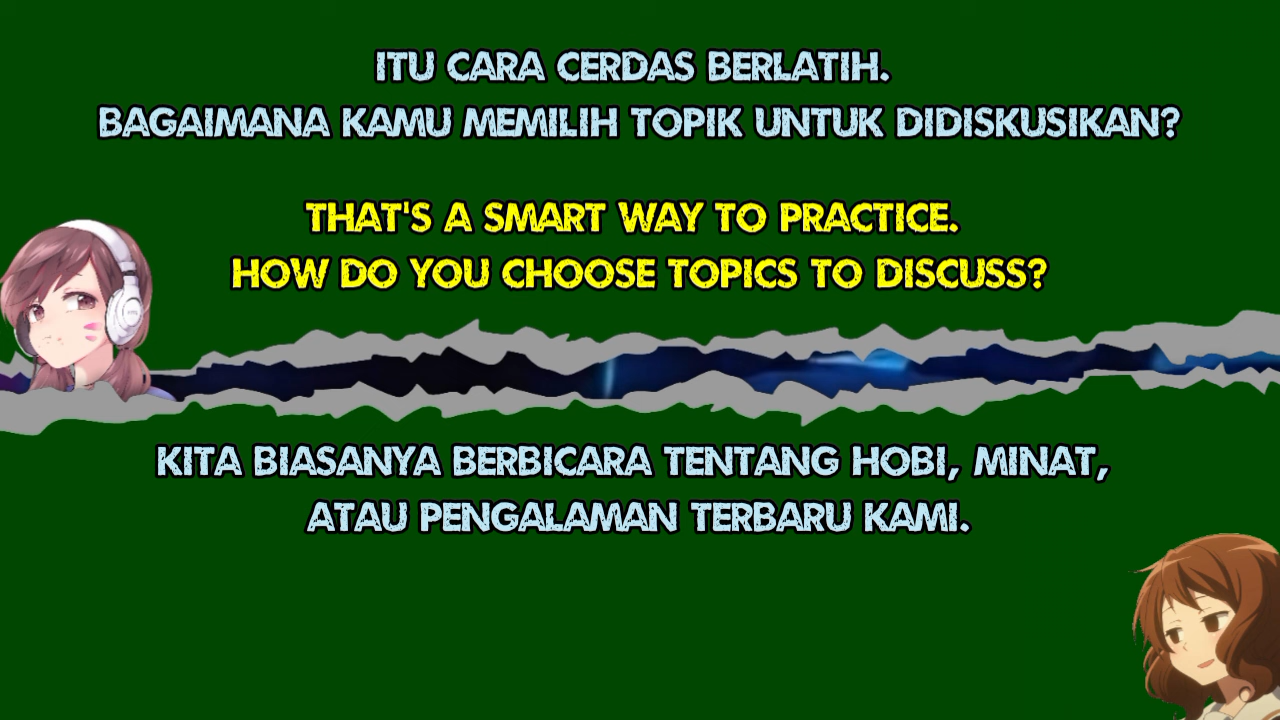 ITU CARA CERDAS BERLATIH.
BAGAIMANA KAMU MEMILIH TOPIK UNTUK DIDISKUSIKAN?
THAT'S A SMART WAY TO PRACTICE.
HOW DO YOU CHOOSE TOPICS TO DISCUSS?
KITA BIASANYA BERBICARA TENTANG HOBI, MINAT,
ATAU PENGALAMAN TERBARU KAMI.